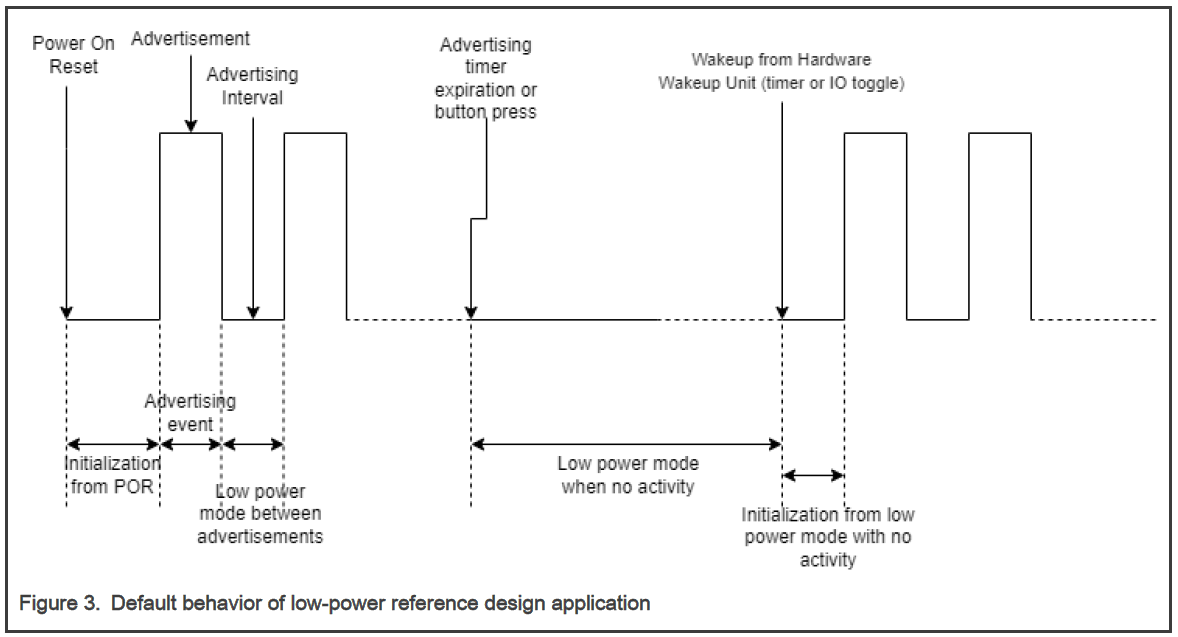 Power On
Reset
Advertisement
Advertising
Interval
Advertising
timer
expiration or
button press
Wakeup from Hardware
Wakeup Unit (timer or IO toggle)
Advertising
event
Initialization
from POR
Low power
mode between
advertisements
Low power mode
when no activity
Initialization from low
power mode with no
activity
Figure 3. Default behavior of low-power reference design application